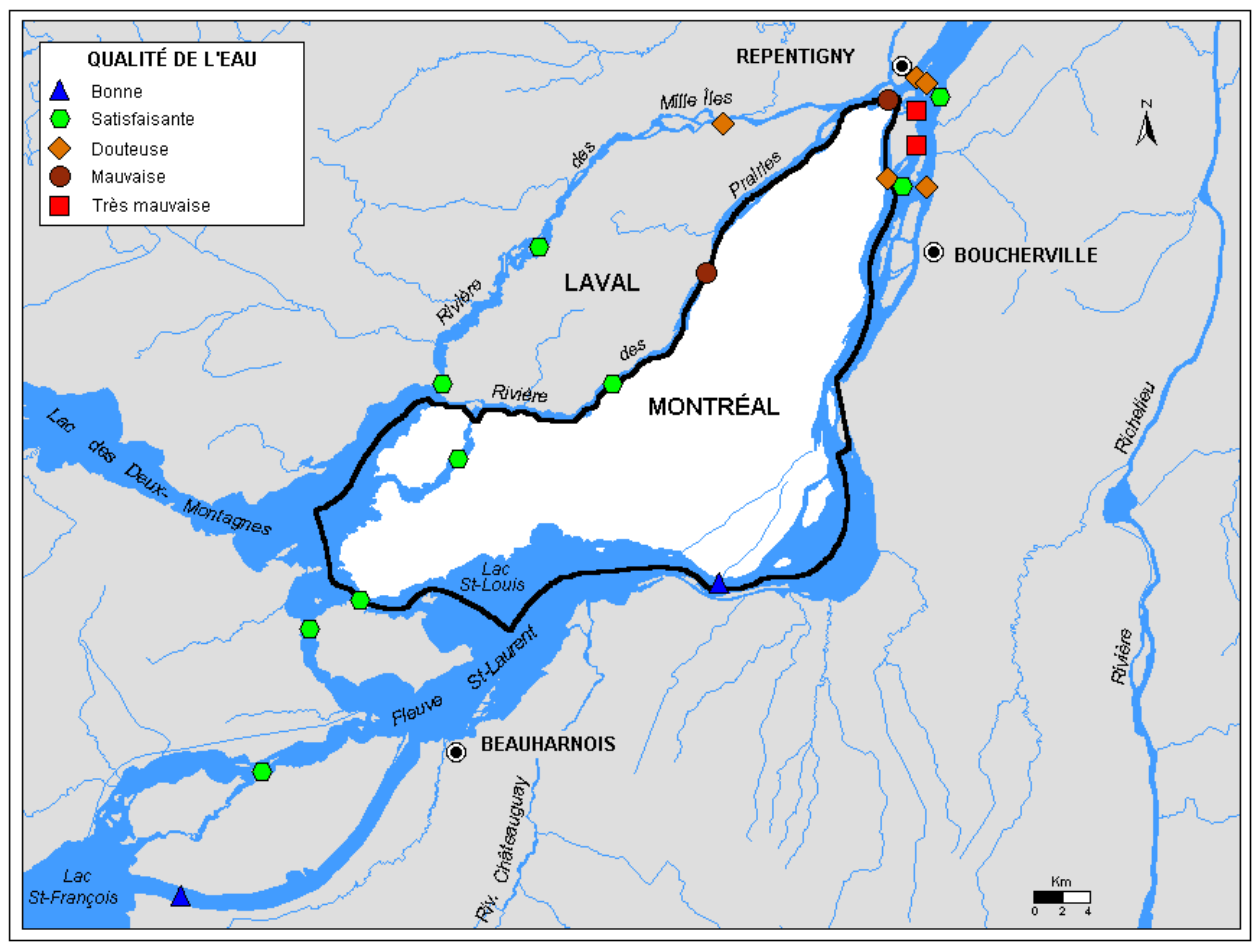 QUALITÉ DE L'EAU
Bonne
Satisfaisante
Douteuse
Mauvaise
Très mauvaise
REPENTIGNY
Mille Îles
des
Rivière
Prairies
des
Rivière
LAVAL
MONTRÉAL
BOUCHERVILLE
N
Richelieu
Rivière
Lac des Deux-Montagnes
Lac
St-Louis
Fleuve St-Laurent
BEAUHARNOIS
Riv. Châteauguay
Lac
St-François
Km
0 2 4